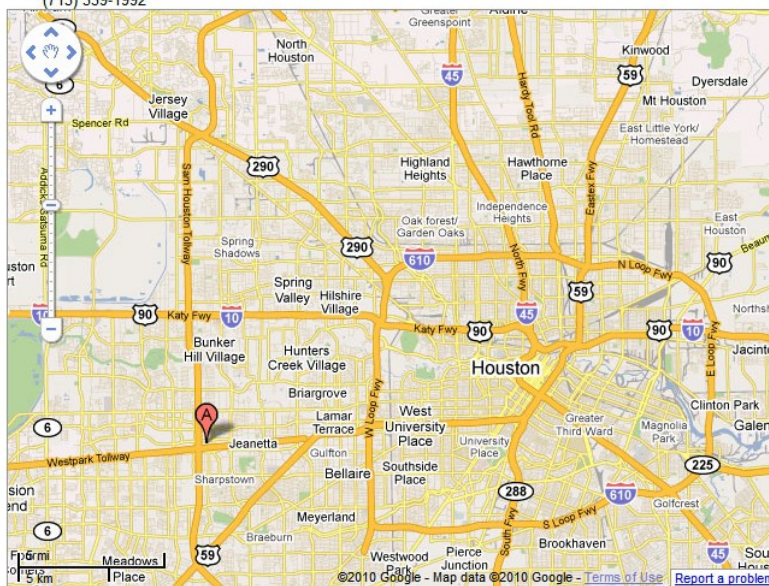 (713) 339-1992
Greater
Greenspoint
Aldine
6
North
Houston
45
Kinwood
59
Hardy Toll Rd
Dyersdale
Jersey
Village
Mt Houston
Spencer Rd
East Little York/
Homestead
Addicks Satsuma Rd
Sam Houston Tollway
290
Highland
Heights
Hawthorne
Place
Eastex Fwy
Independence
Heights
Oak forest/
Garden Oaks
East
Houston
Spring
Shadows
290
610
North Fwy
N Loop Fwy
90
Beaum
Spring
Valley
Hilshire
Village
59
45
10
90
Katy Fwy
10
Katy Fwy
90
90
10
Northsh
Bunker
Hill Village
Hunters
Creek Village
Houston
E Loop Fwy
Jacinto
Briargrove
W Loop Fwy
Clinton Park
A
6
Lamar
Terrace
West
University
Place
Greater
Third Ward
Magnolia
Park
Galen
Jeanetta
University
Place
Westpark Tollway
Gulfton
Sharpstown
Bellaire
Southside
Place
225
288
610
Golfcrest
Meyerland
S Loop Fwy
6
Braeburn
South Fwy
Brookhaven
59
5 mi
5 km
Meadows
Place
Westwood
Park
Pierce
Junction
South
Houston
©2010 Google - Map data ©2010 Google - Terms of Use
Report a problem